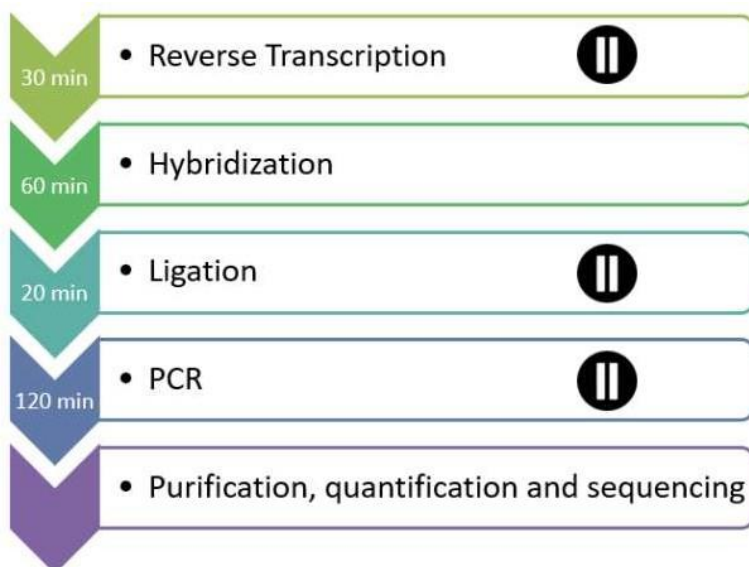 30 min
• Reverse Transcription
60 min
• Hybridization
20 min
• Ligation
120 min
• PCR
• Purification, quantification and sequencing